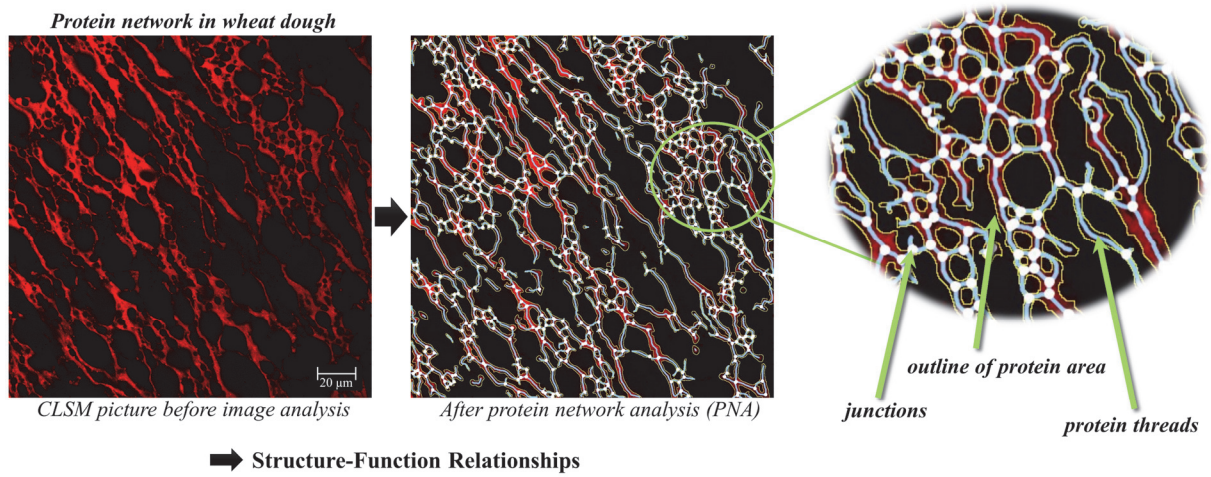 Protein network in wheat dough
20 µm
CLSM picture before image analysis
After protein network analysis (PNA)
outline of protein area
junctions
protein threads
Structure-Function Relationships